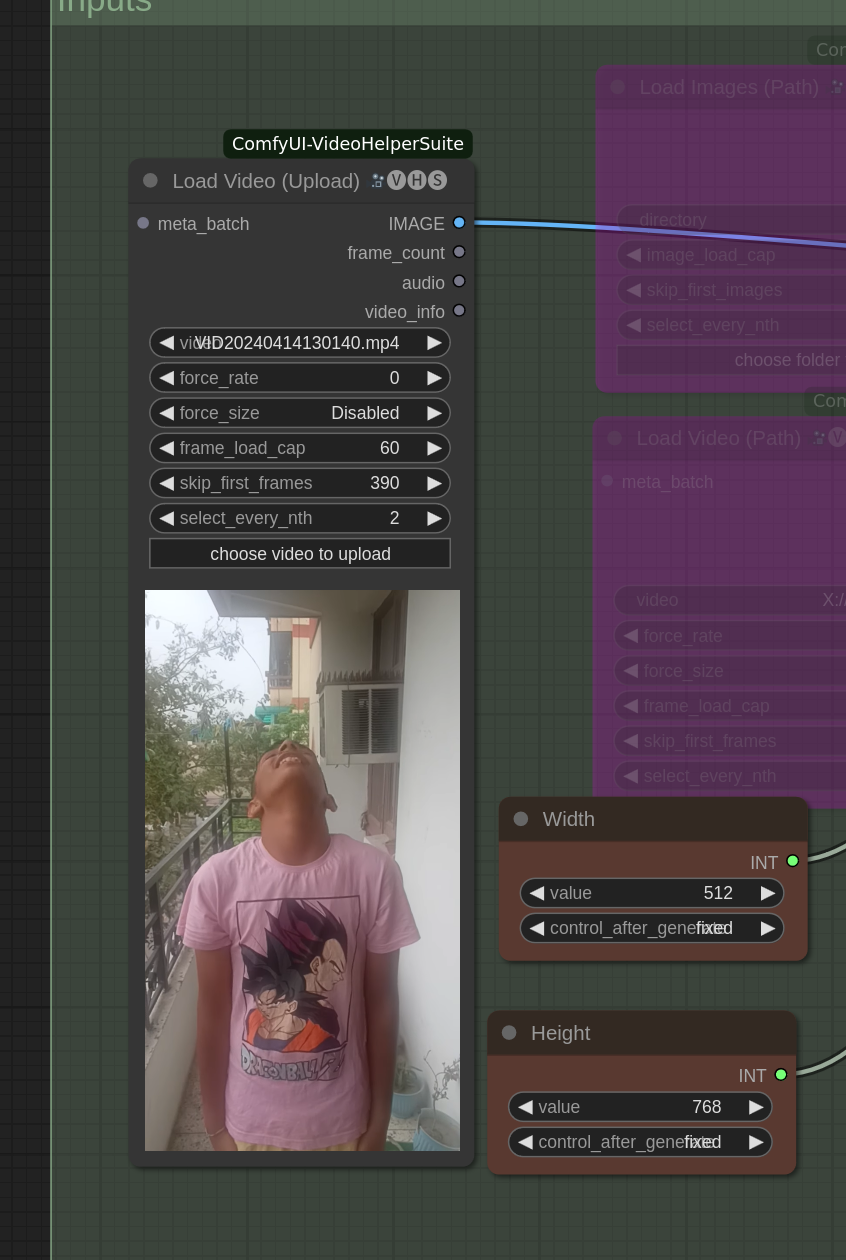 Inputs
Com
Load Images (Path)
directory
image_load_cap
skip_first_images
select_every_nth
choose folder
ComfyUI-VideoHelperSuite
Load Video (Upload) VHS
meta_batch IMAGE
frame_count
audio
video_info
video VID20240414130140.mp4
force_rate 0
force_size Disabled
frame_load_cap 60
skip_first_frames 390
select_every_nth 2
choose video to upload
DRAGONBALL Z
Con
Load Video (Path) V
meta_batch
video X:/
force_rate
force_size
frame_load_cap
skip_first_frames
select_every_nth
Width
INT
value 512
control_after_generate fixed
Height
INT
value 768
control_after_generate fixed